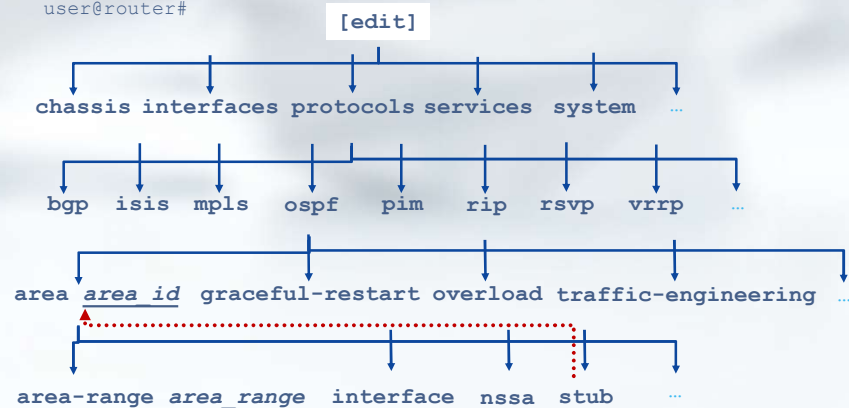 user@router#
[edit]
chassis interfaces protocols services system …
bgp isis mpls ospf pim rip rsvp vrrp …
area area_id graceful-restart overload traffic-engineering …
area-range area_range interface nssa stub …